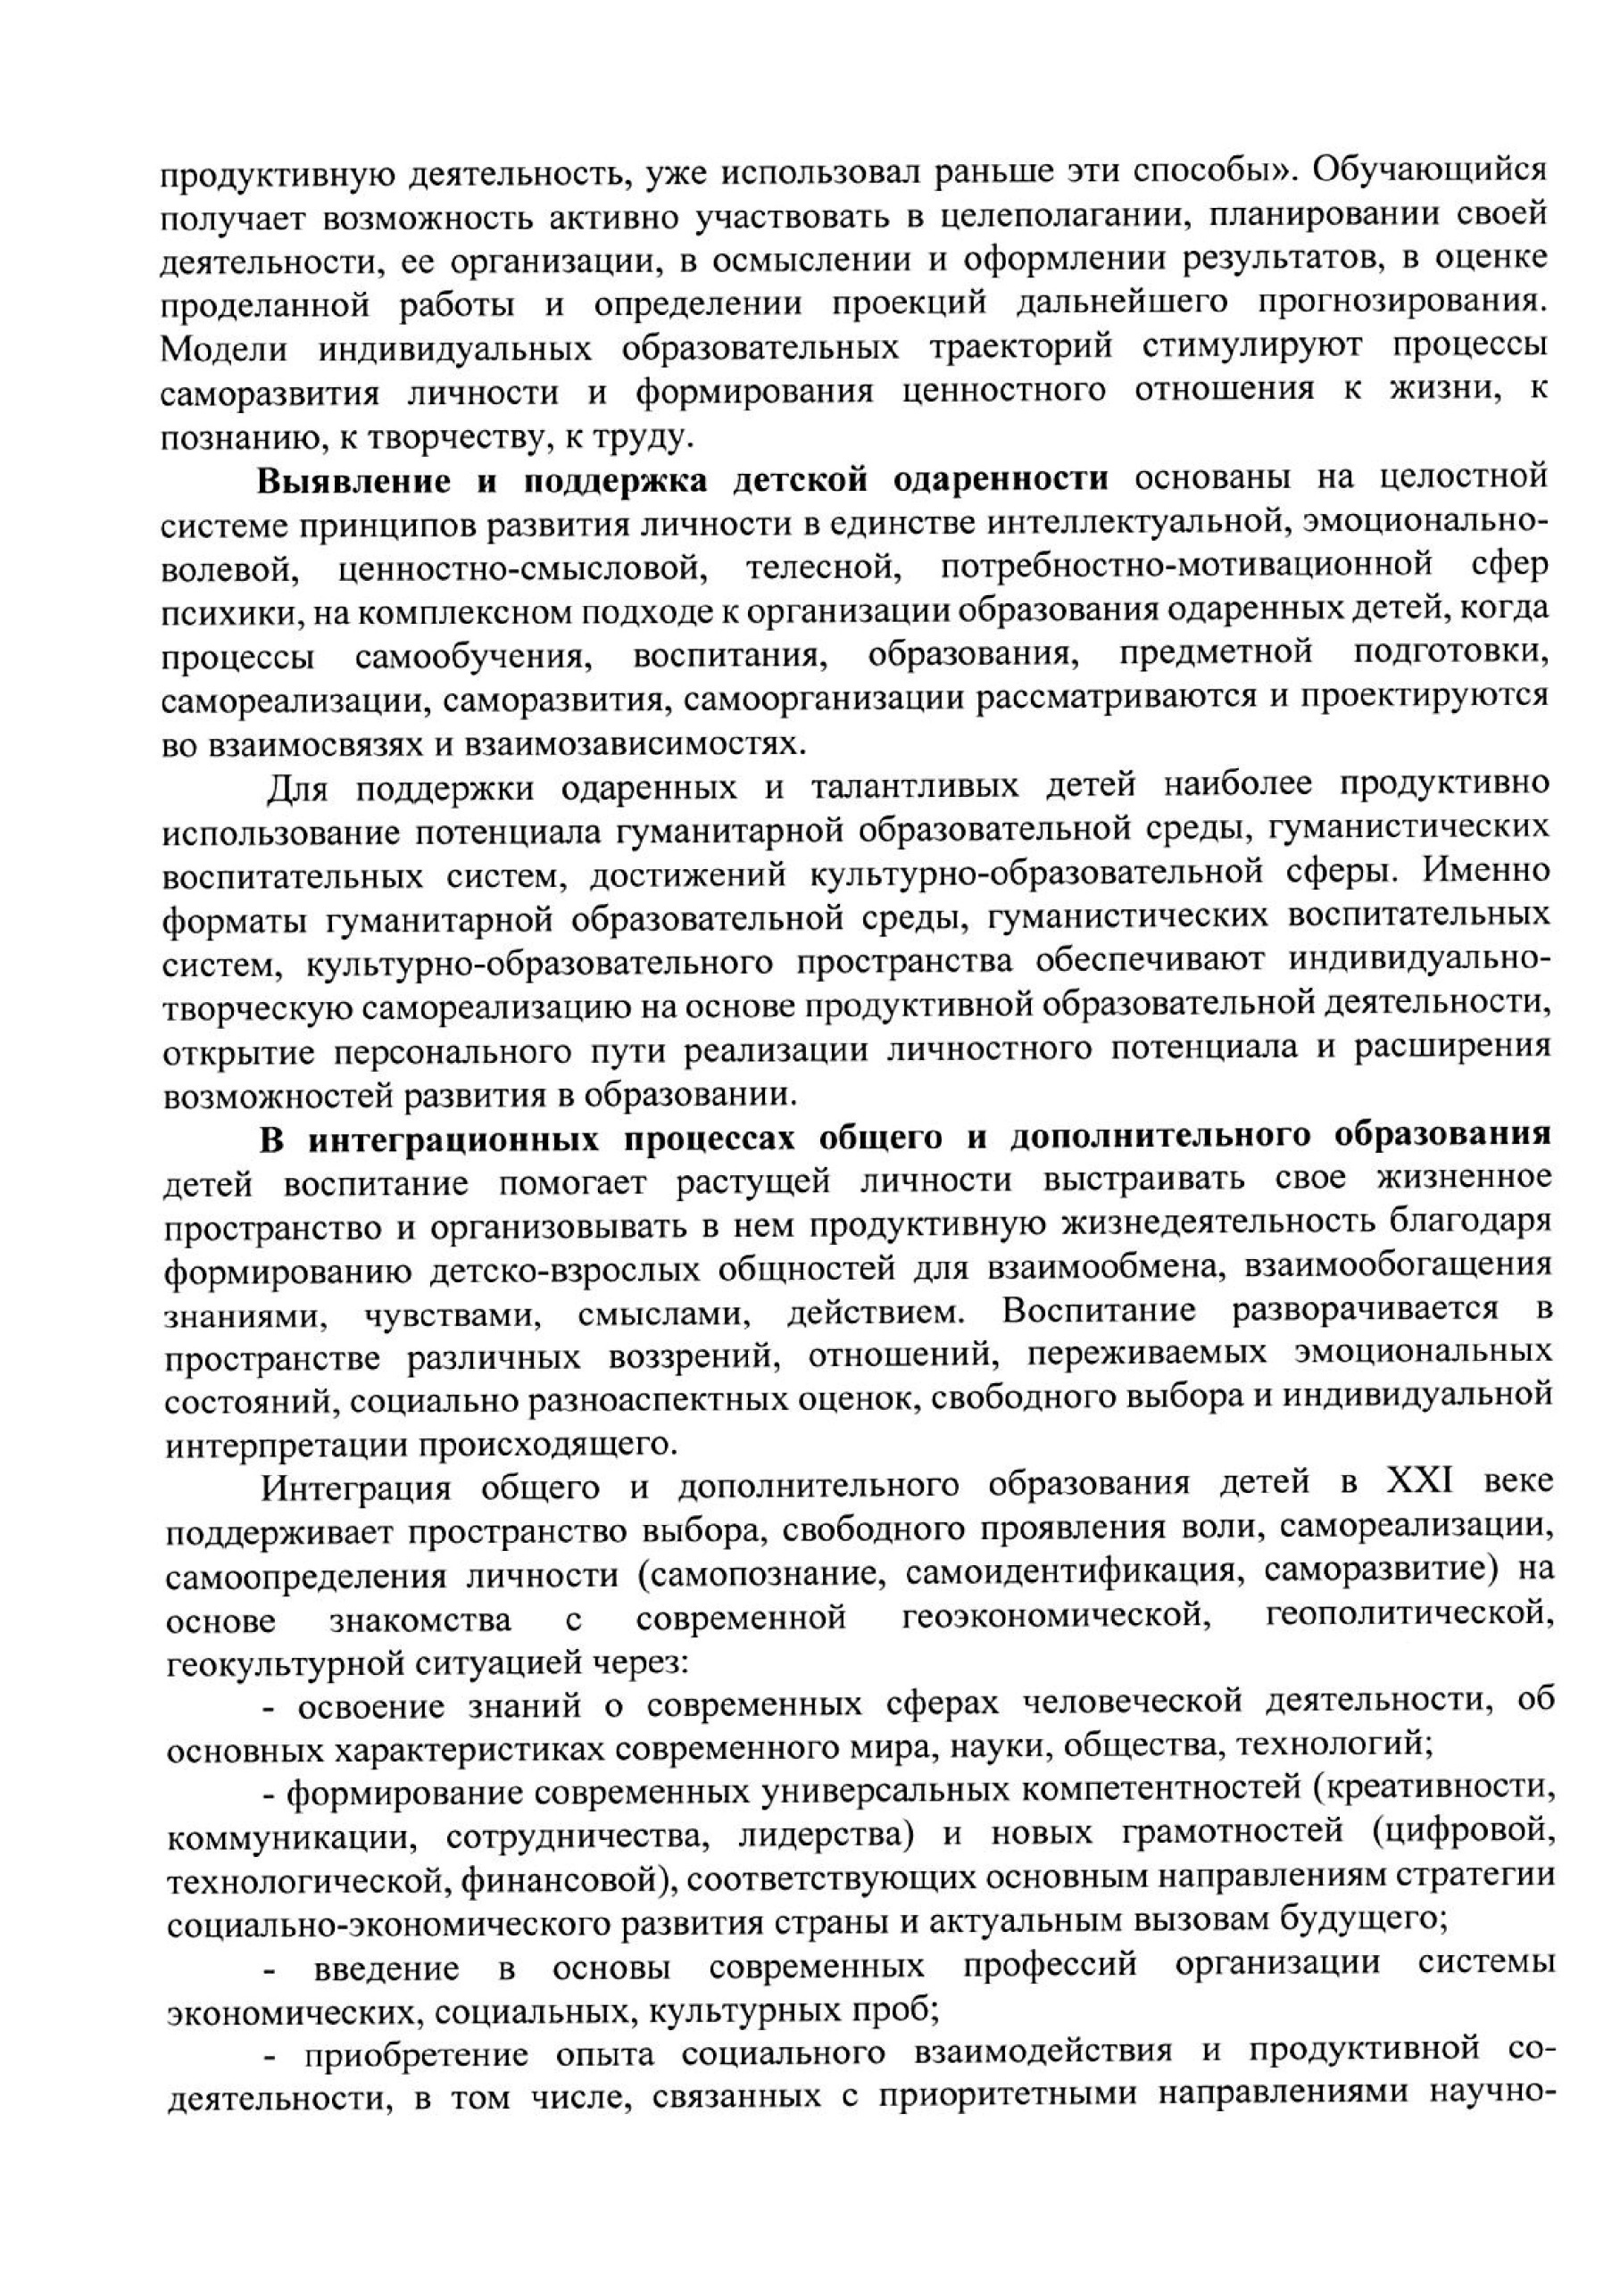 продуктивную деятельность, уже использовал раньше эти способы». Обучающийся
получает возможность активно участвовать в целеполагании, планировании своей
деятельности, ее организации, в осмыслении и оформлении результатов, в оценке
проделанной работы и определении проекций дальнейшего прогнозирования.
Модели индивидуальных образовательных траекторий стимулируют процессы
саморазвития личности и формирования ценностного отношения к жизни, к
познанию, к творчеству, к труду.
Выявление и поддержка детской одаренности основаны на целостной
системе принципов развития личности в единстве интеллектуальной, эмоционально-
волевой, ценностно-смысловой, телесной, потребностно-мотивационной сфер
психики, на комплексном подходе к организации образования одаренных детей, когда
процессы самообучения, воспитания, образования, предметной подготовки,
самореализации, саморазвития, самоорганизации рассматриваются и проектируются
во взаимосвязях и взаимозависимостях.
Для поддержки одаренных и талантливых детей наиболее продуктивно
использование потенциала гуманитарной образовательной среды, гуманистических
воспитательных систем, достижений культурно-образовательной сферы. Именно
форматы гуманитарной образовательной среды, гуманистических воспитательных
систем, культурно-образовательного пространства обеспечивают индивидуально-
творческую самореализацию на основе продуктивной образовательной деятельности,
открытие персонального пути реализации личностного потенциала и расширения
возможностей развития в образовании.
В интеграционных процессах общего и дополнительного образования
детей воспитание помогает растущей личности выстраивать свое жизненное
пространство и организовывать в нем продуктивную жизнедеятельность благодаря
формированию детско-взрослых общностей для взаимообмена, взаимообогащения
знаниями, чувствами, смыслами, действием. Воспитание разворачивается в
пространстве различных воззрений, отношений, переживаемых эмоциональных
состояний, социально разноаспектных оценок, свободного выбора и индивидуальной
интерпретации происходящего.
Интеграция общего и дополнительного образования детей в XXI веке
поддерживает пространство выбора, свободного проявления воли, самореализации,
самоопределения личности (самопознание, самоидентификация, саморазвитие) на
основе знакомства с современной геоэкономической, геополитической,
геокультурной ситуацией через:
- освоение знаний о современных сферах человеческой деятельности, об
основных характеристиках современного мира, науки, общества, технологий;
- формирование современных универсальных компетентностей (креативности,
коммуникации, сотрудничества, лидерства) и новых грамотностей (цифровой,
технологической, финансовой), соответствующих основным направлениям стратегии
социально-экономического развития страны и актуальным вызовам будущего;
- введение в основы современных профессий организации системы
экономических, социальных, культурных проб;
- приобретение опыта социального взаимодействия и продуктивной со-
деятельности, в том числе, связанных с приоритетными направлениями научно-